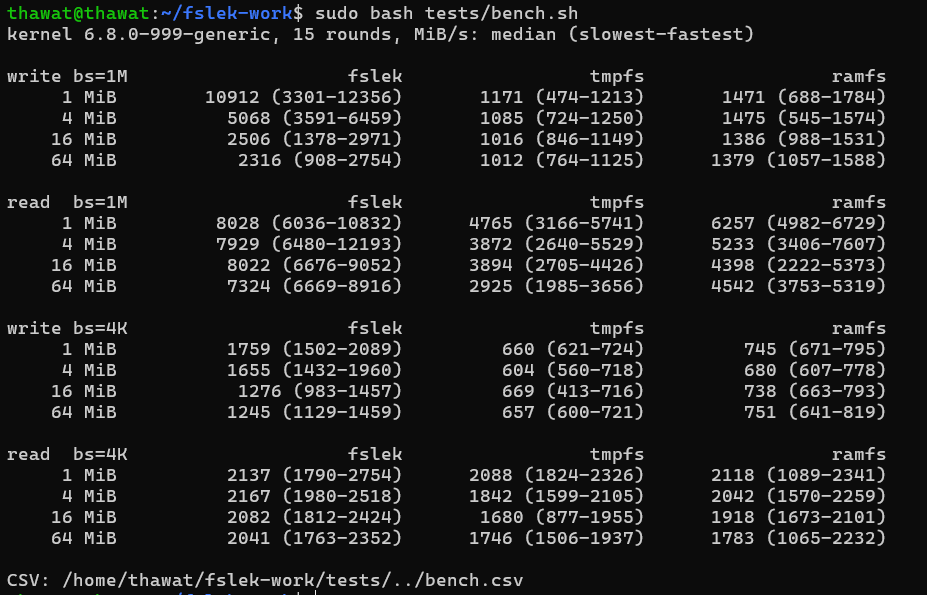 thawat@thawat:~/fslek-work$ sudo bash tests/bench.sh
kernel 6.8.0-999-generic, 15 rounds, MiB/s: median (slowest-fastest)
write bs=1M fslek tmpfs ramfs
1 MiB 10912 (3301-12356) 1171 (474-1213) 1471 (688-1784)
4 MiB 5068 (3591-6459) 1085 (724-1250) 1475 (545-1574)
16 MiB 2506 (1378-2971) 1016 (846-1149) 1386 (988-1531)
64 MiB 2316 (908-2754) 1012 (764-1125) 1379 (1057-1588)
read bs=1M fslek tmpfs ramfs
1 MiB 8028 (6036-10832) 4765 (3166-5741) 6257 (4982-6729)
4 MiB 7929 (6480-12193) 3872 (2640-5529) 5233 (3406-7607)
16 MiB 8022 (6676-9052) 3894 (2705-4426) 4398 (2222-5373)
64 MiB 7324 (6669-8916) 2925 (1985-3656) 4542 (3753-5319)
write bs=4K fslek tmpfs ramfs
1 MiB 1759 (1502-2089) 660 (621-724) 745 (671-795)
4 MiB 1655 (1432-1960) 604 (560-718) 680 (607-778)
16 MiB 1276 (983-1457) 669 (413-716) 738 (663-793)
64 MiB 1245 (1129-1459) 657 (600-721) 751 (641-819)
read bs=4K fslek tmpfs ramfs
1 MiB 2137 (1790-2754) 2088 (1824-2326) 2118 (1089-2341)
4 MiB 2167 (1980-2518) 1842 (1599-2105) 2042 (1570-2259)
16 MiB 2082 (1812-2424) 1680 (877-1955) 1918 (1673-2101)
64 MiB 2041 (1763-2352) 1746 (1506-1937) 1783 (1065-2232)
CSV: /home/thawat/fslek-work/tests/../bench.csv